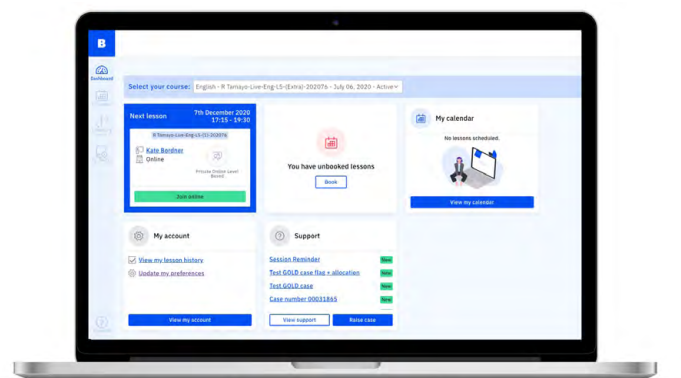 B
Dashboard
Select your course: English - R Tamayo-Live-Eng-L5-(Extra)-202076 - July 06, 2020 - Active
Next lesson
7th December 2020
17:15 - 19:30
Kate Bordner
Online
Private Online Level
Based
Join online
You have unbooked lessons
Book
My calendar
No lessons scheduled.
View my calendar
My account
View my lesson history
Update my preferences
View my account
Support
Session Reminder New
Test GOLD case flag + allocation New
Test GOLD case New
Case number 00031865 New
View support
Raise case